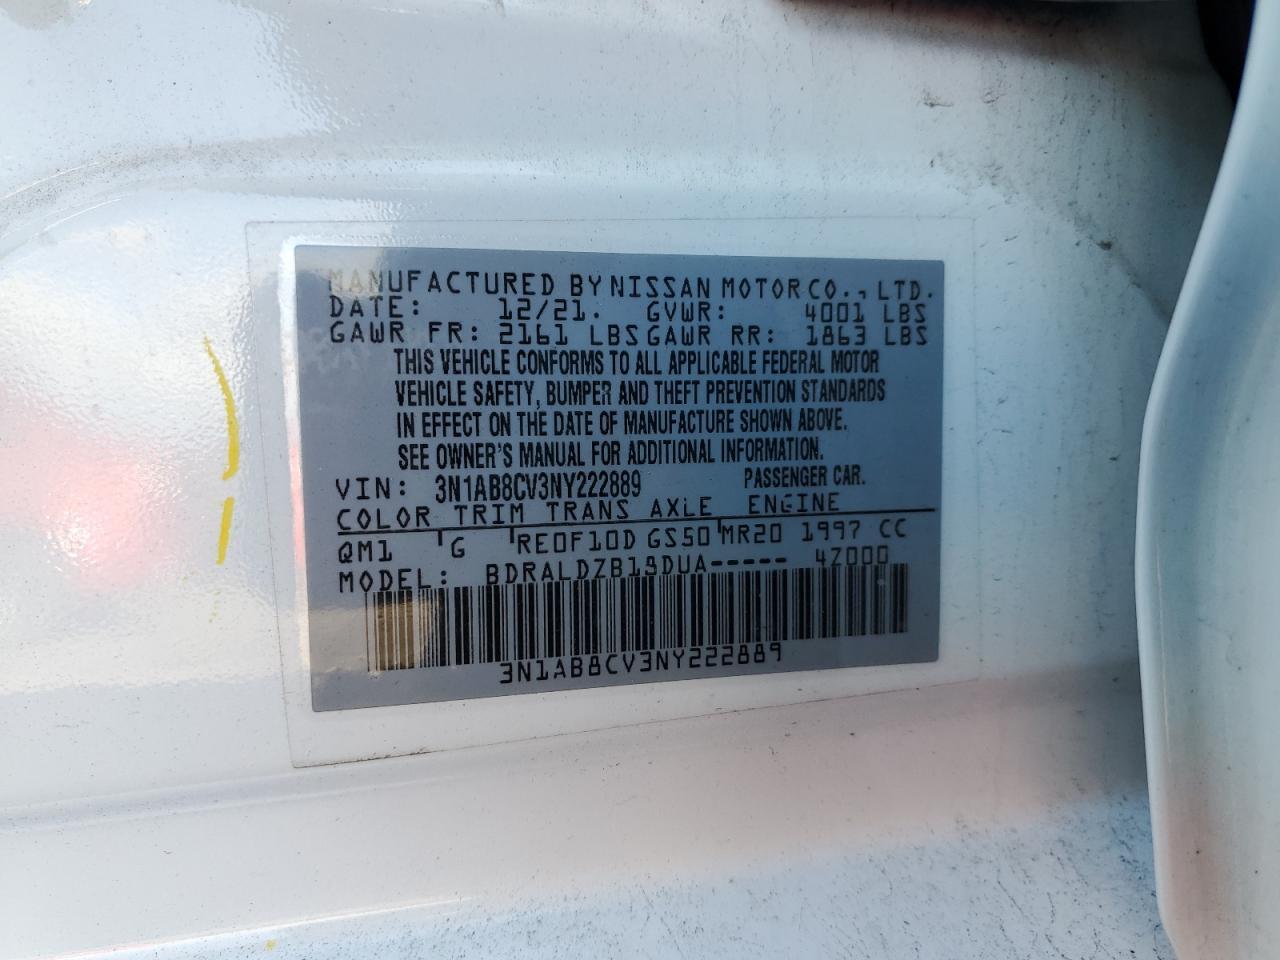 MANUFACTURED BY NISSAN MOTOR CO., LTD.
DATE: 12/21. GVWR: 4001 LBS
GAWR FR: 2161 LBS GAWR RR: 1863 LBS
THIS VEHICLE CONFORMS TO ALL APPLICABLE FEDERAL MOTOR
VEHICLE SAFETY, BUMPER AND THEFT PREVENTION STANDARDS
IN EFFECT ON THE DATE OF MANUFACTURE SHOWN ABOVE.
SEE OWNER'S MANUAL FOR ADDITIONAL INFORMATION.
VIN: 3N1AB8CV3NY222889 PASSENGER CAR.
COLOR TRIM TRANS AXLE ENGINE
QM1 G RE0F10D GS50 MR20 1997 CC
MODEL: BDRALDZB19DUA----- 4Z000
3N1AB8CV3NY222889